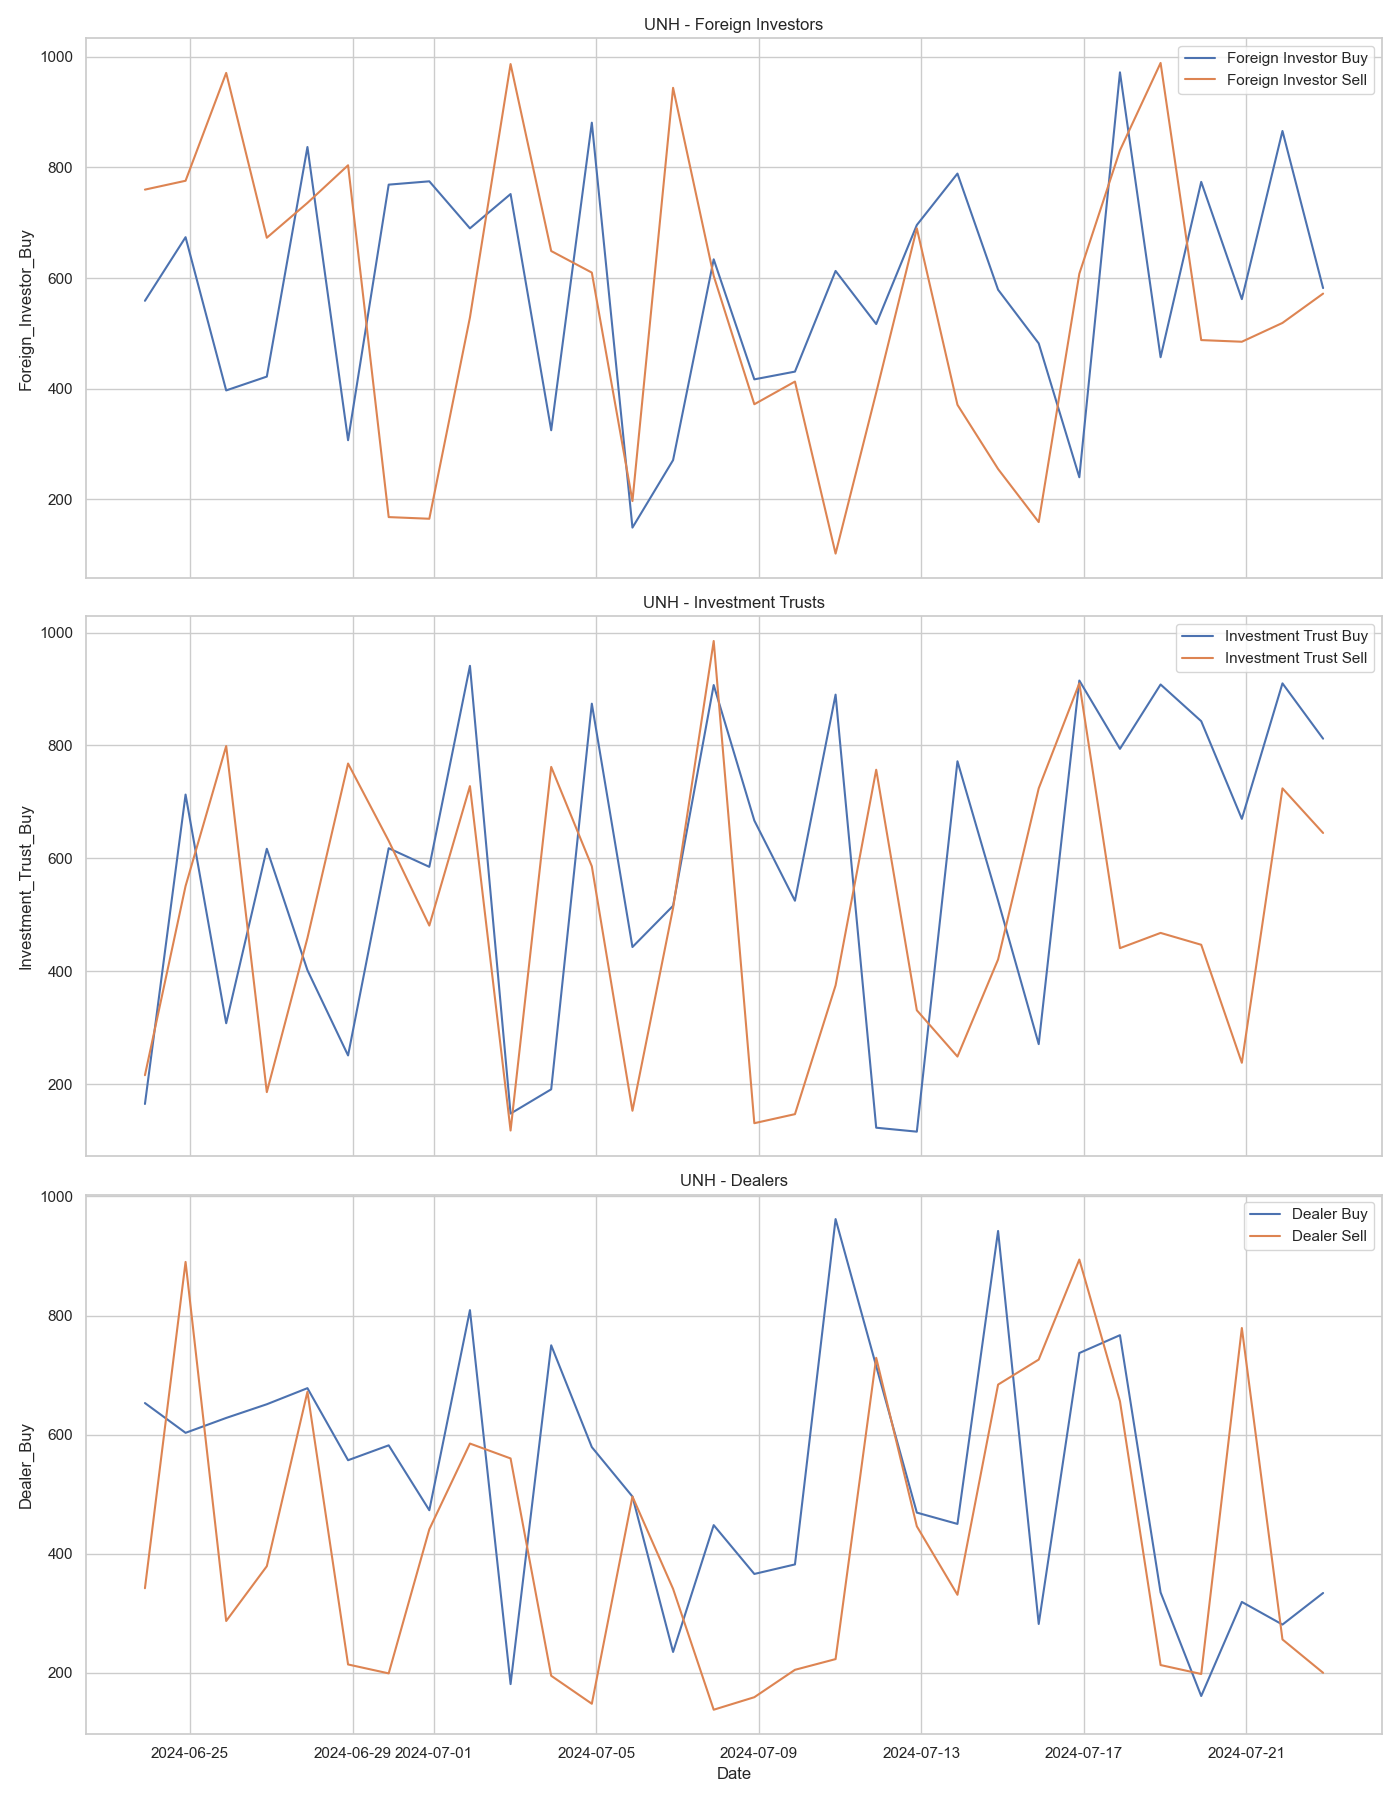 UNH - Foreign Investors
1000
800
600
400
200
Foreign_Investor_Buy
Foreign Investor Buy
Foreign Investor Sell
UNH - Investment Trusts
1000
800
600
400
200
Investment_Trust_Buy
Investment Trust Buy
Investment Trust Sell
UNH - Dealers
1000
800
600
400
200
Dealer_Buy
Dealer Buy
Dealer Sell
2024-06-25 2024-06-29 2024-07-01 2024-07-05 2024-07-09 2024-07-13 2024-07-17 2024-07-21
Date